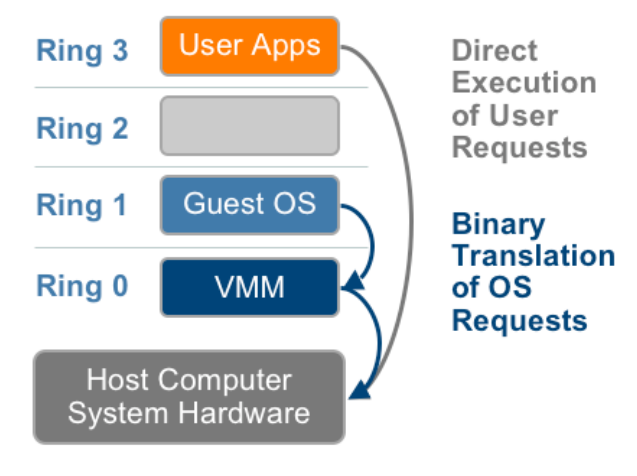 Ring 3
User Apps
Direct
Execution
of User
Requests
Ring 2
Ring 1
Guest OS
Binary
Translation
of OS
Requests
Ring 0
VMM
Host Computer
System Hardware